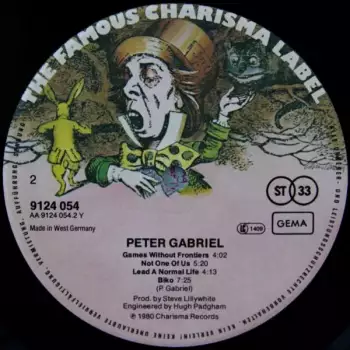 THE FAMOUS CHARISMA LABEL
2
9124 054
AA 9124 054.2 Y
Made in West Germany
ST 33
1409
GEMA
PETER GABRIEL
Games Without Frontiers 4:02
Not One Of Us 5:20
Lead A Normal Life 4:13
Biko 7:25
(P. Gabriel)
Prod. by Steve Lillywhite
Engineered by Hugh Padgham
℗ 1980 Charisma Records